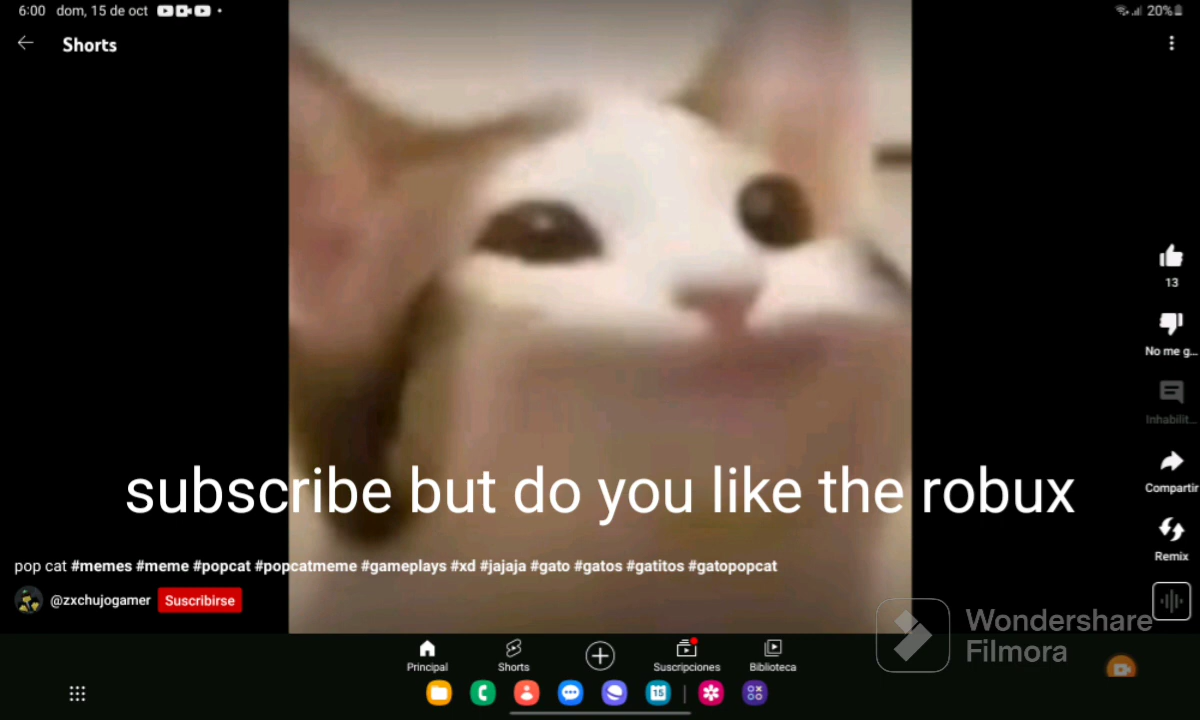 6:00 dom, 15 de oct
20%
Shorts
13
No me g...
Inhabilit...
Compartir
Remix
subscribe but do you like the robux
pop cat #memes #meme #popcat #popcatmeme #gameplays #xd #jajaja #gato #gatos #gatitos #gatopopcat
@zxchujogamer Suscribirse
Wondershare
Filmora
Principal Shorts Suscripciones Biblioteca
15